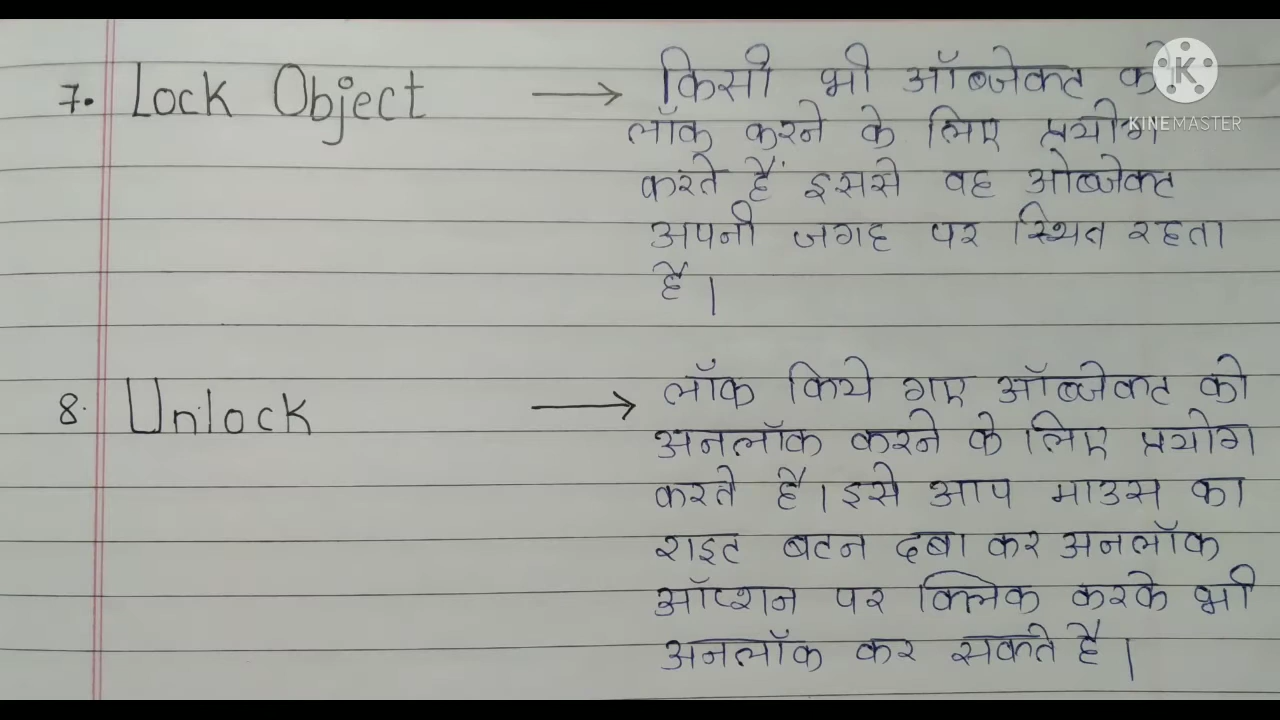 7. Lock Object → किसी भी ऑब्जेक्ट को
लॉक करने के लिए प्रयोग
करते हैं इससे वह ओब्जेक्ट
अपनी जगह पर स्थित रहता
है।
8. Unlock → लॉक किये गए ऑब्जेक्ट को
अनलॉक करने के लिए प्रयोग
करते है। इसे आप माउस का
राइट बटन दबा कर अनलॉक
ऑप्शन पर क्लिक करके भी
अनलॉक कर सकते है।
K
KINEMASTER